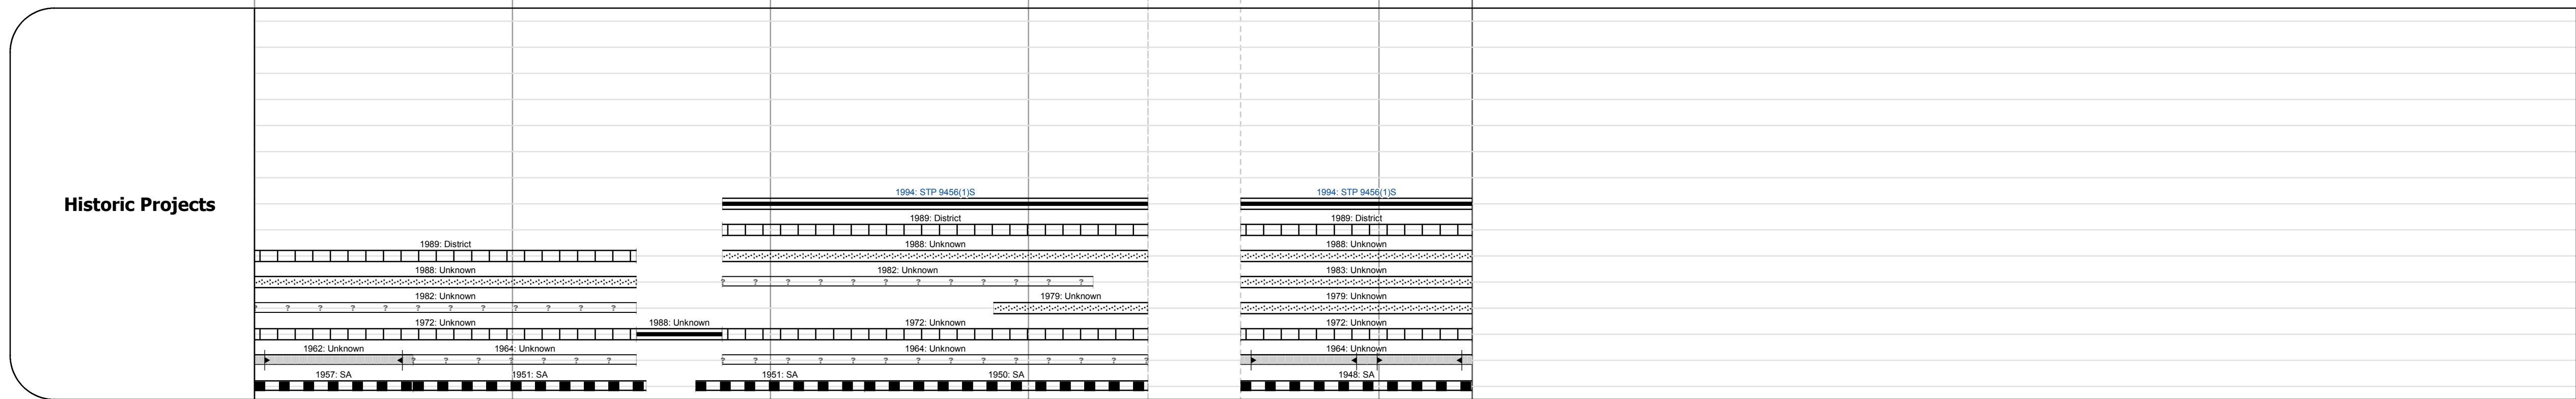 1994: STP 9456(1)S
1994: STP 9456(1)S
Historic Projects
1989: District
1989: District
1989: District
1988: Unknown
1988: Unknown
1988: Unknown
1982: Unknown
1983: Unknown
1982: Unknown
1979: Unknown
1979: Unknown
1972: Unknown
1988: Unknown
1972: Unknown
1972: Unknown
1962: Unknown
1964: Unknown
1964: Unknown
1964: Unknown
1957: SA
1951: SA
1951: SA
1950: SA
1948: SA